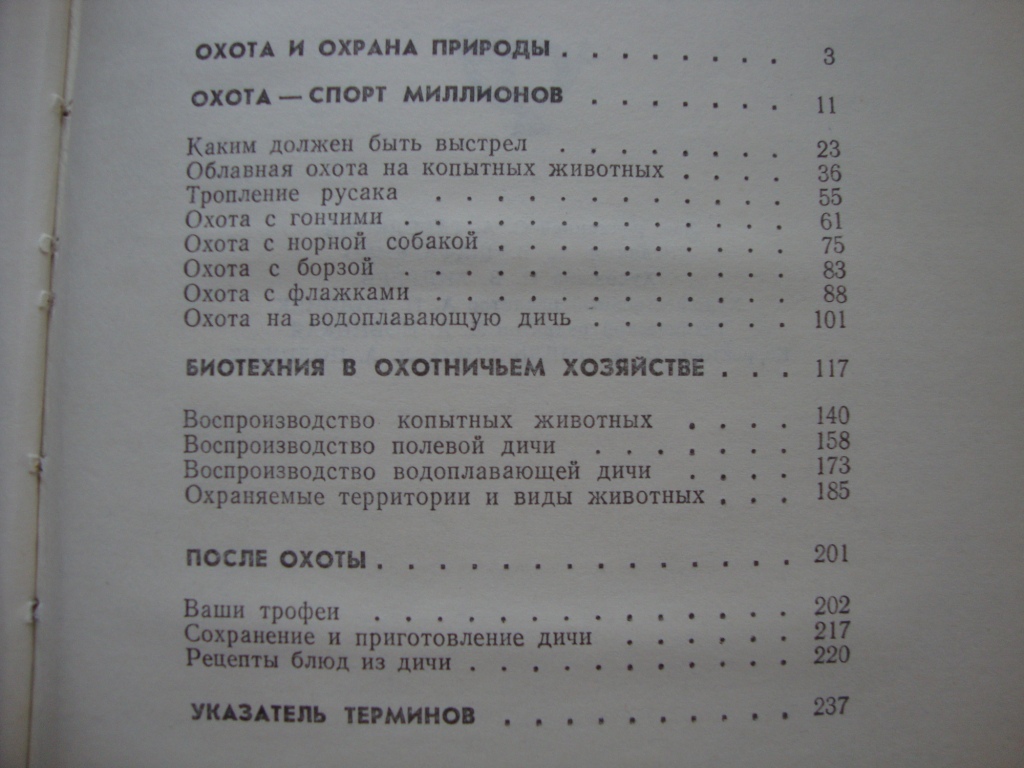 ОХОТА И ОХРАНА ПРИРОДЫ . . . . . . . . 3
ОХОТА — СПОРТ МИЛЛИОНОВ . . . . . . . 11
Каким должен быть выстрел . . . . . . . . 23
Облавная охота на копытных животных . . . . 36
Тропление русака . . . . . . . . . . . . 55
Охота с гончими . . . . . . . . . . . . . 61
Охота с норной собакой . . . . . . . . . . 75
Охота с борзой . . . . . . . . . . . . . 83
Охота с флажками . . . . . . . . . . . . 88
Охота на водоплавающую дичь . . . . . . . 101
БИОТЕХНИЯ В ОХОТНИЧЬЕМ ХОЗЯЙСТВЕ . . . 117
Воспроизводство копытных животных . . . . 140
Воспроизводство полевой дичи . . . . . . . 158
Воспроизводство водоплавающей дичи . . . . . 173
Охраняемые территории и виды животных . . . 185
ПОСЛЕ ОХОТЫ . . . . . . . . . . . . . . 201
Ваши трофеи . . . . . . . . . . . . . . 202
Сохранение и приготовление дичи . . . . . . 217
Рецепты блюд из дичи . . . . . . . . . . . 220
УКАЗАТЕЛЬ ТЕРМИНОВ . . . . . . . . . . 237